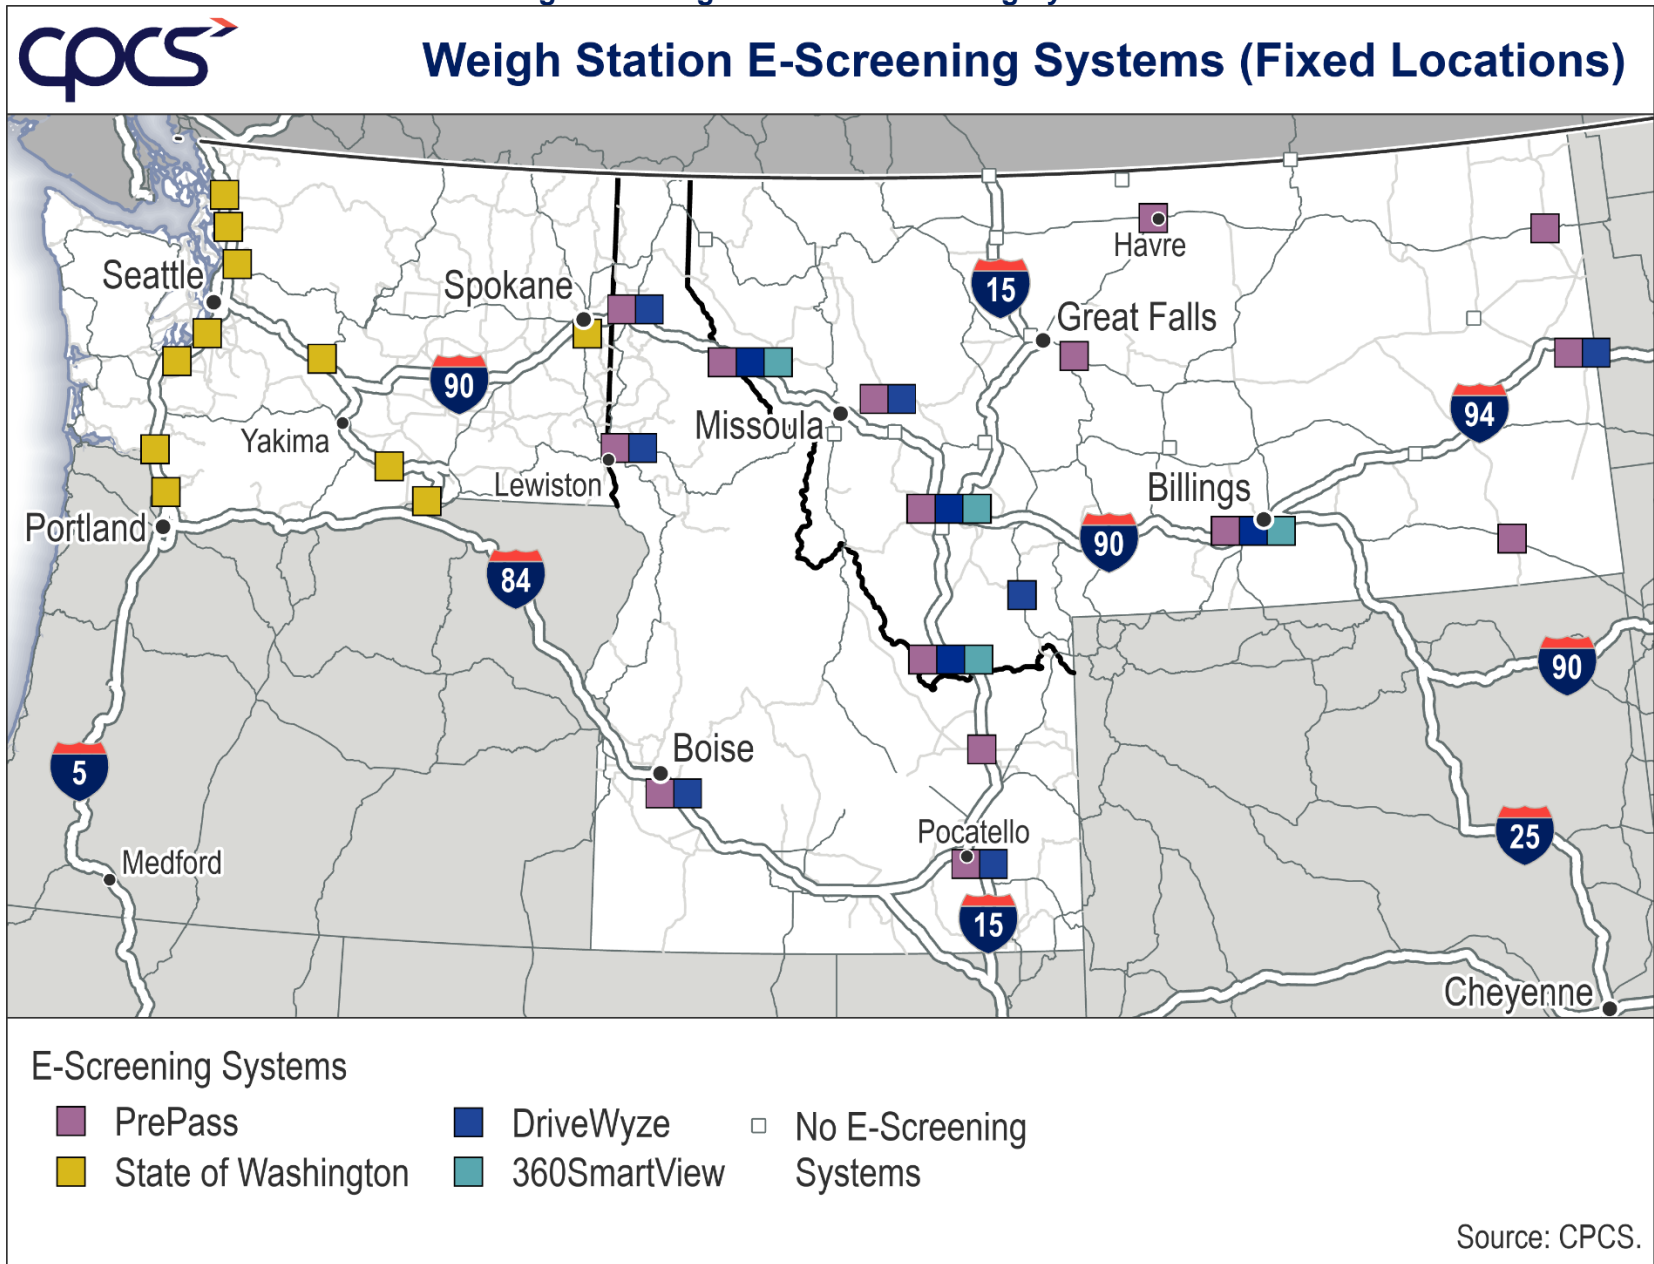 cpcs
Weigh Station E-Screening Systems (Fixed Locations)
Seattle
Spokane
Havre
15
Great Falls
90
94
Yakima
Missoula
Lewiston
Billings
Portland
90
84
90
Boise
5
Pocatello
25
Medford
15
Cheyenne
E-Screening Systems
PrePass
DriveWyze
No E-Screening
Systems
State of Washington
360SmartView
Source: CPCS.